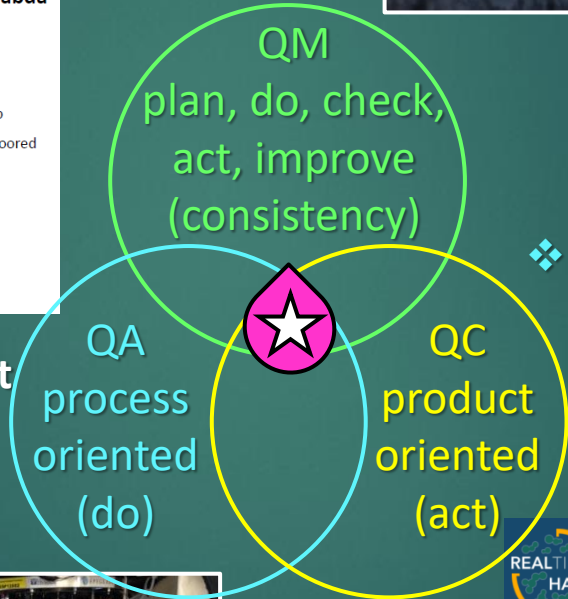 QM
plan, do, check,
act, improve
(consistency)
QA
process
oriented
(do)
QC
product
oriented
(act)